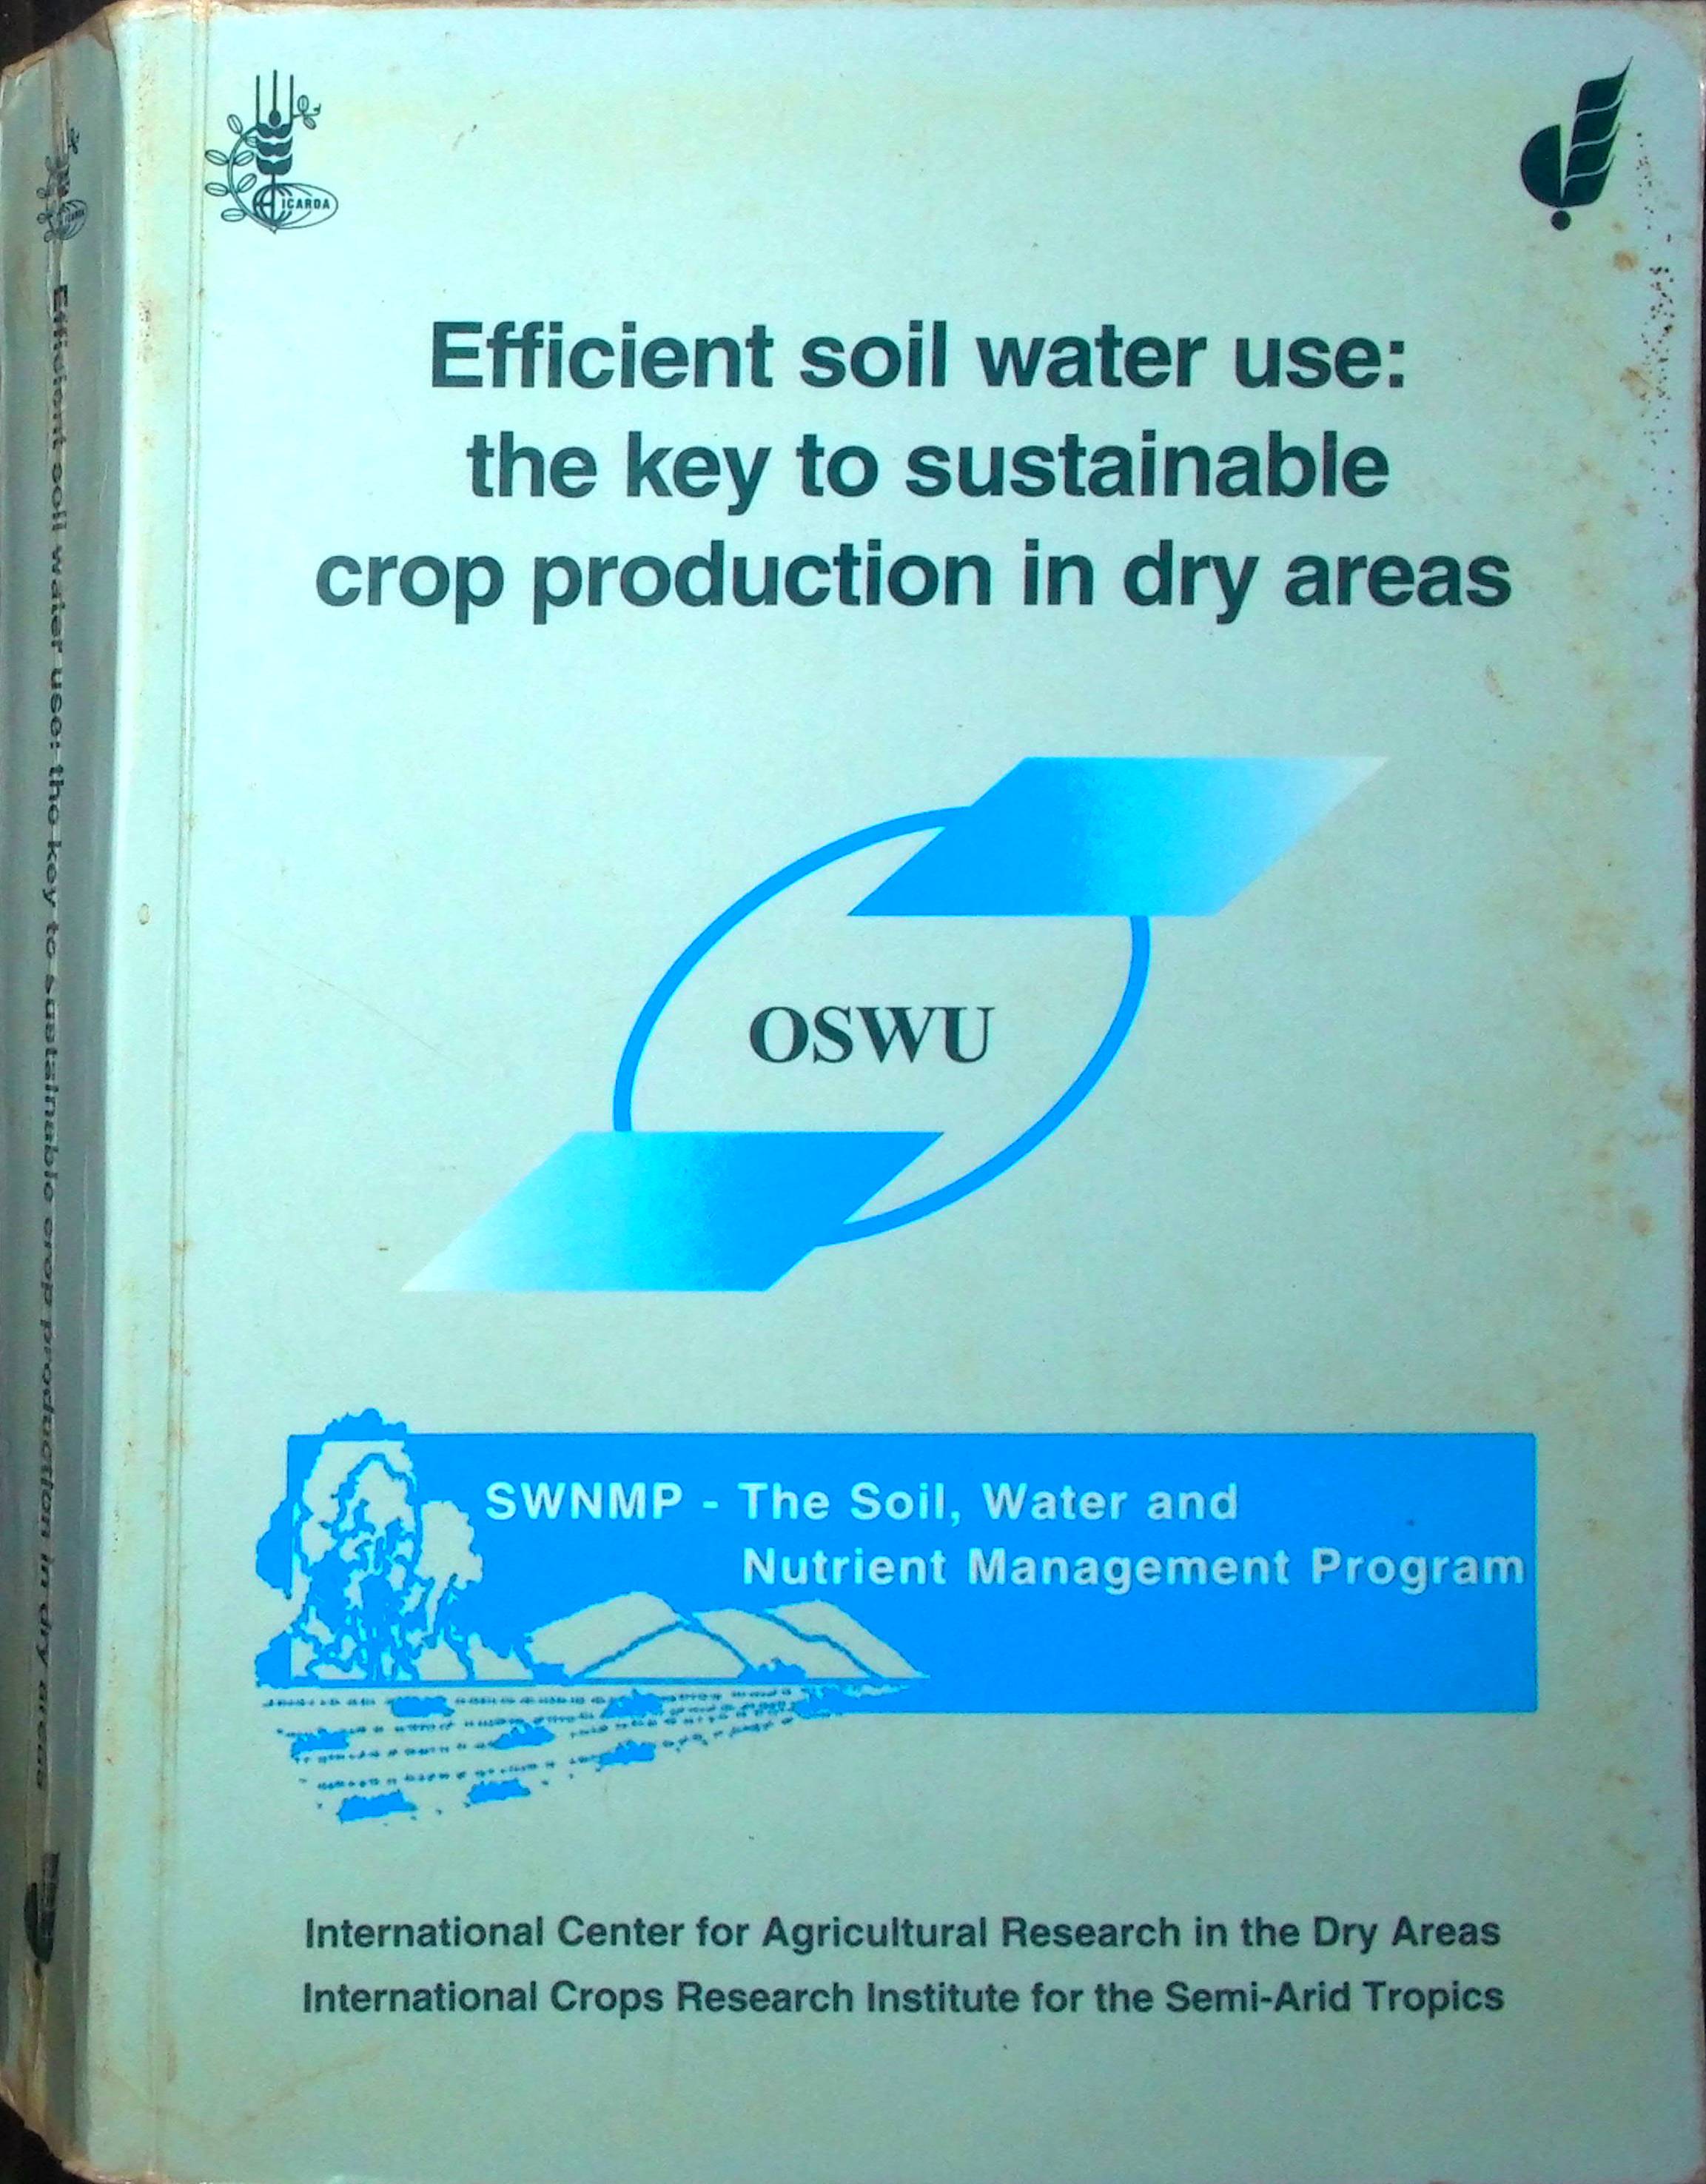 ICARDA
Efficient soil water use:
the key to sustainable
crop production in dry areas
OSWU
SWNMP - The Soil, Water and
Nutrient Management Program
International Center for Agricultural Research in the Dry Areas
International Crops Research Institute for the Semi-Arid Tropics
Efficient soil water use: the key to sustainable crop production in dry areas